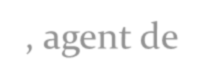 , agent de